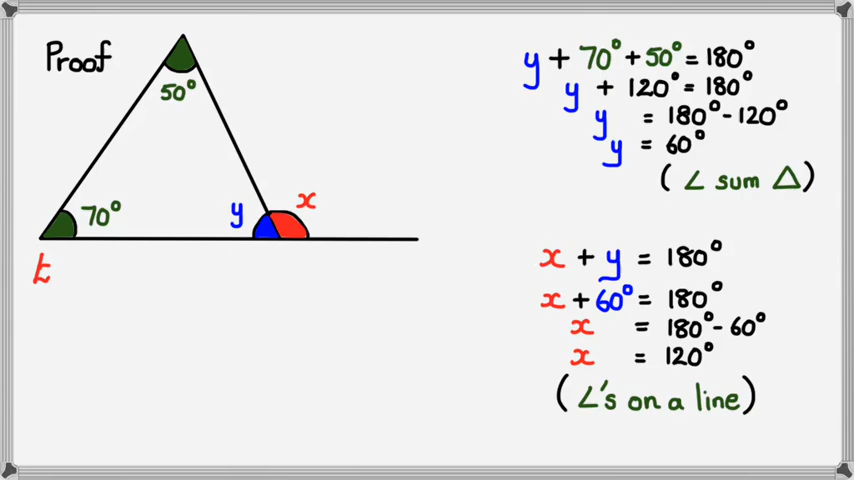 Proof
50°
70°
y
x
t
y + 70° + 50° = 180°
y + 120° = 180°
y = 180° - 120°
y = 60°
(∠ sum △)
x + y = 180°
x + 60° = 180°
x = 180° - 60°
x = 120°
(∠'s on a line)